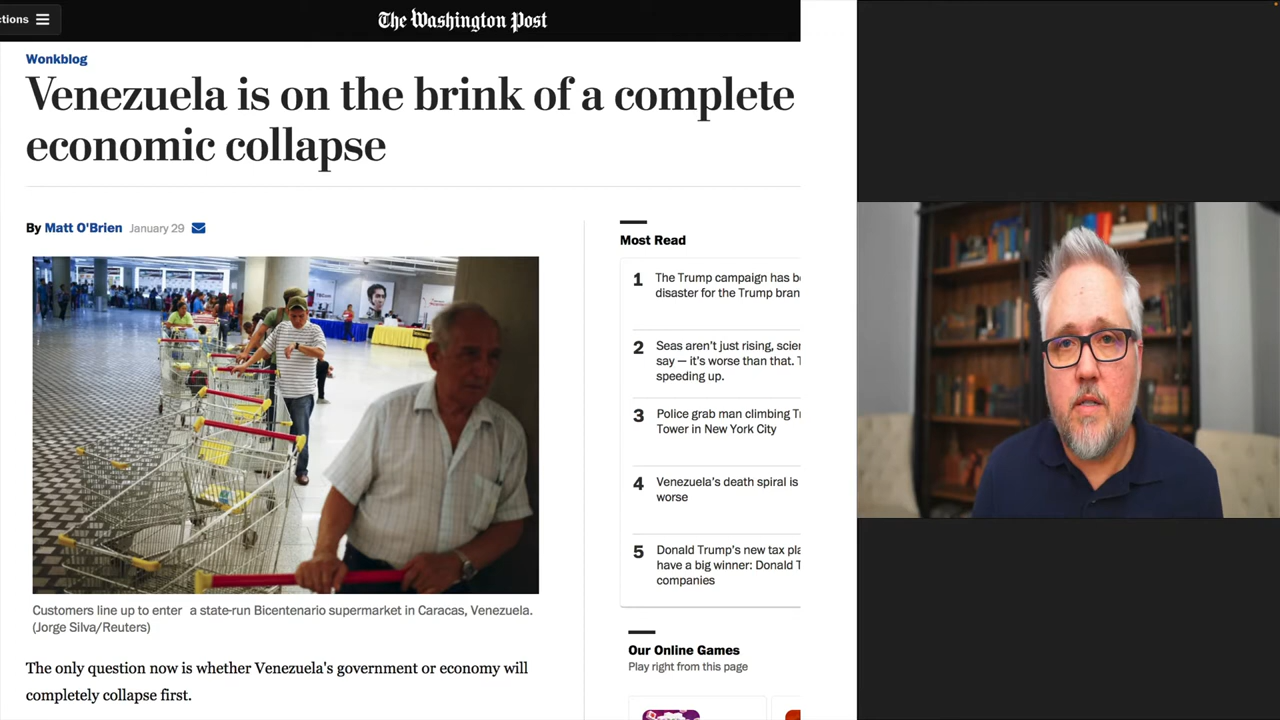 ctions
The Washington Post
Wonkblog
Venezuela is on the brink of a complete
economic collapse
By Matt O'Brien January 29
Most Read
1
The Trump campaign has
disaster for the Trump bran
2
Seas aren't just rising, scien
say — it's worse than that.
speeding up.
3
Police grab man climbing
Tower in New York City
4
Venezuela's death spiral is
worse
5
Donald Trump's new tax pla
have a big winner: Donald
companies
Customers line up to enter a state-run Bicentenario supermarket in Caracas, Venezuela.
(Jorge Silva/Reuters)
The only question now is whether Venezuela's government or economy will
completely collapse first.
Our Online Games
Play right from this page